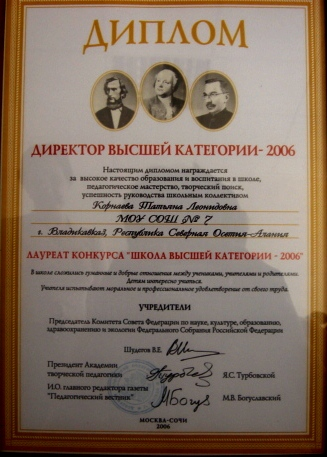 ДИПЛОМ
ДИРЕКТОР ВЫСШЕЙ КАТЕГОРИИ- 2006
Настоящим дипломом награждается
за высокое качество образования и воспитания в школе,
педагогическое мастерство, творческий поиск,
успешность руководства школьным коллективом
Корнаева Татьяна Леонидовна
МОУ СОШ № 7
г. Владикавказ, Республика Северная Осетия-Алания
ЛАУРЕАТ КОНКУРСА "ШКОЛА ВЫСШЕЙ КАТЕГОРИИ - 2006"
В школе сложились гуманные и добрые отношения между учениками, учителями и родителями.
Детям интересно учиться.
Учителя испытывают моральное и профессиональное удовлетворение от своего труда.
УЧРЕДИТЕЛИ
Председатель Комитета Совета Федерации по науке, культуре, образованию,
здравоохранению и экологии Федерального Собрания Российской Федерации
Шудегов В.Е.
Президент Академии
творческой педагогики Я.С. Турбовской
И.О. главного редактора газеты
"Педагогический вестник" М.В. Богуславский
МОСКВА-СОЧИ
2006